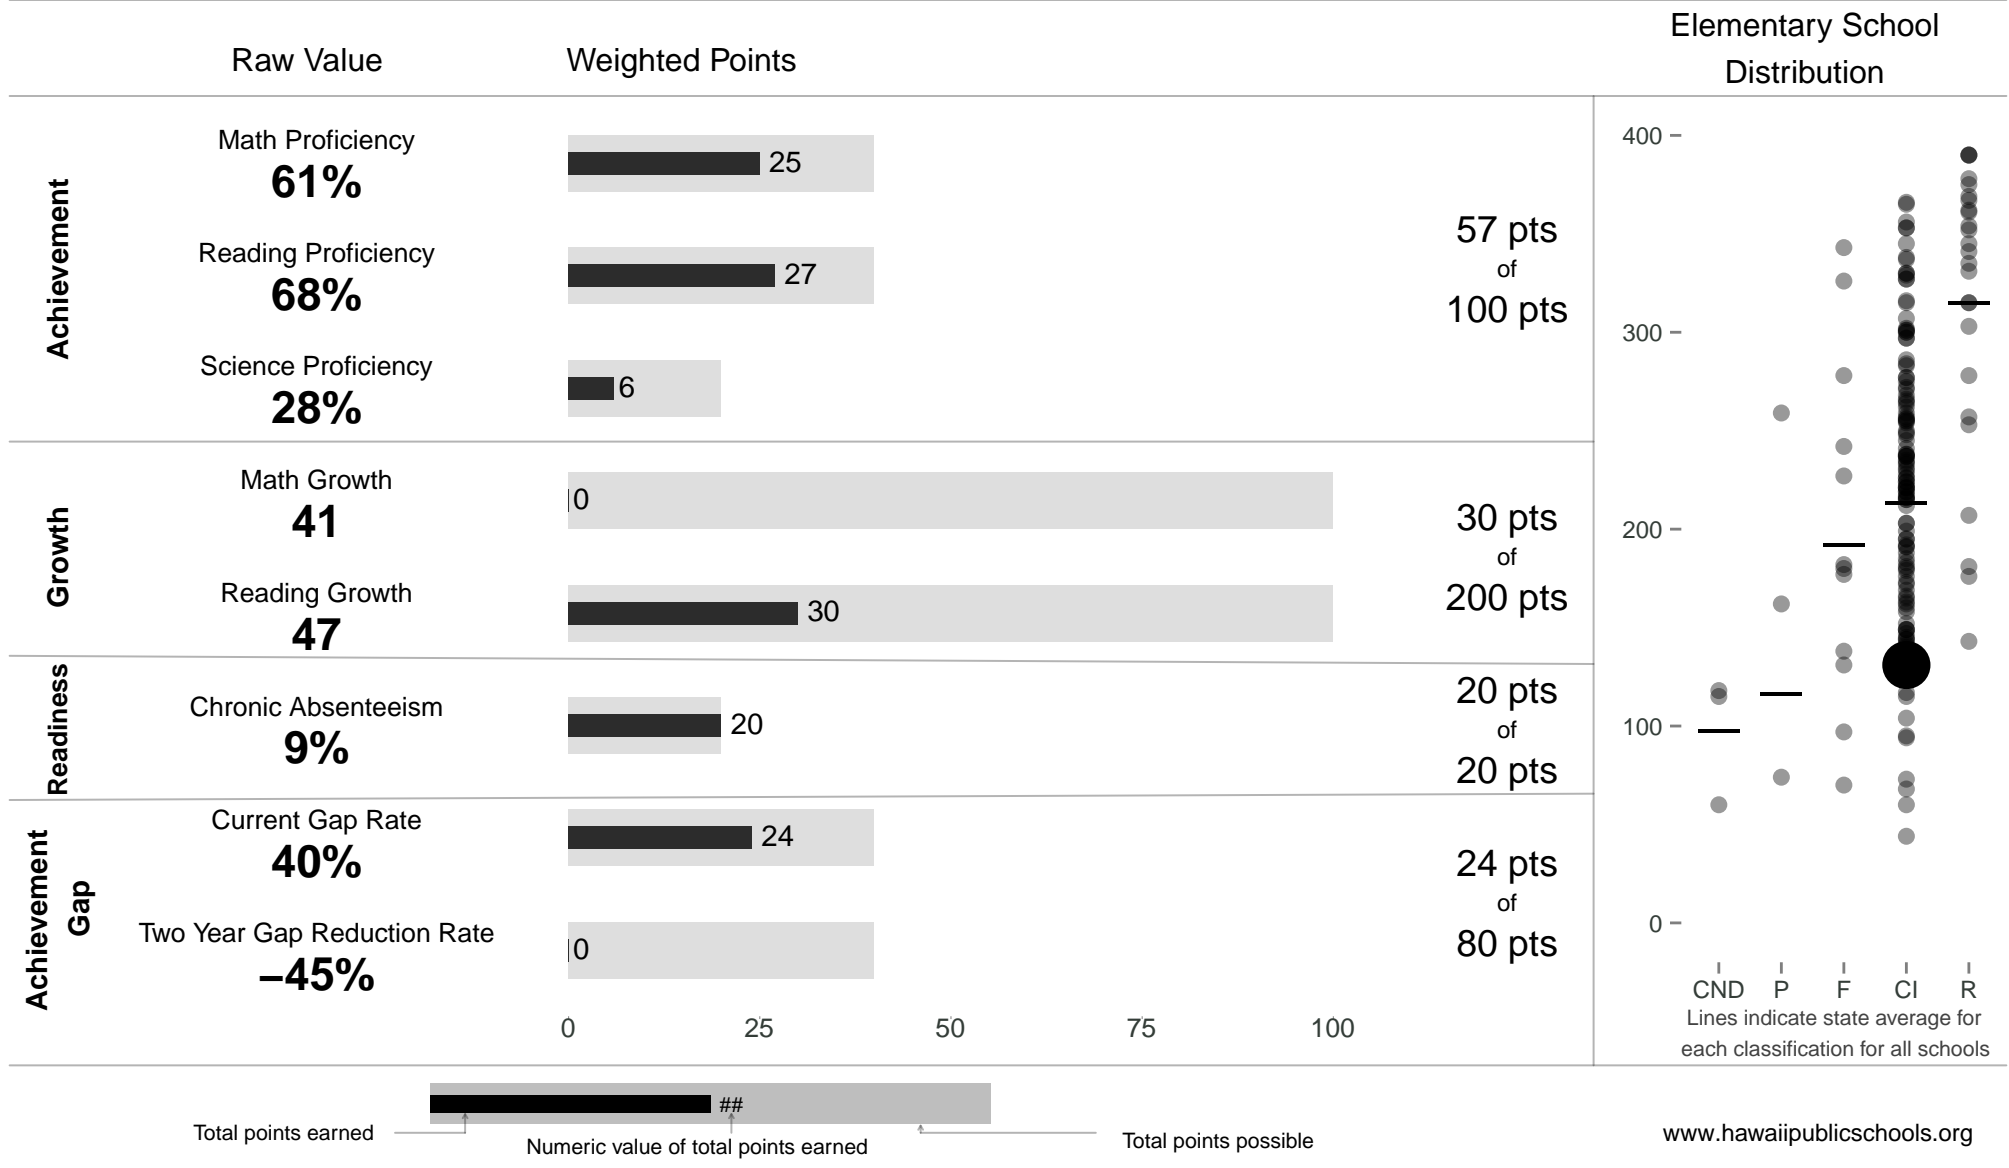 Raw Value
Weighted Points
Elementary School
Distribution
Achievement
Math Proficiency
61%
25
Reading Proficiency
68%
27
Science Proficiency
28%
6
57 pts
of
100 pts
Growth
Math Growth
41
0
Reading Growth
47
30
30 pts
of
200 pts
Readiness
Chronic Absenteeism
9%
20
20 pts
of
20 pts
Achievement
Gap
Current Gap Rate
40%
24
Two Year Gap Reduction Rate
−45%
0
24 pts
of
80 pts
0 25 50 75 100
400
300
200
100
0
CND P F CI R
Lines indicate state average for
each classification for all schools
##
Total points earned
Numeric value of total points earned
Total points possible
www.hawaiipublicschools.org